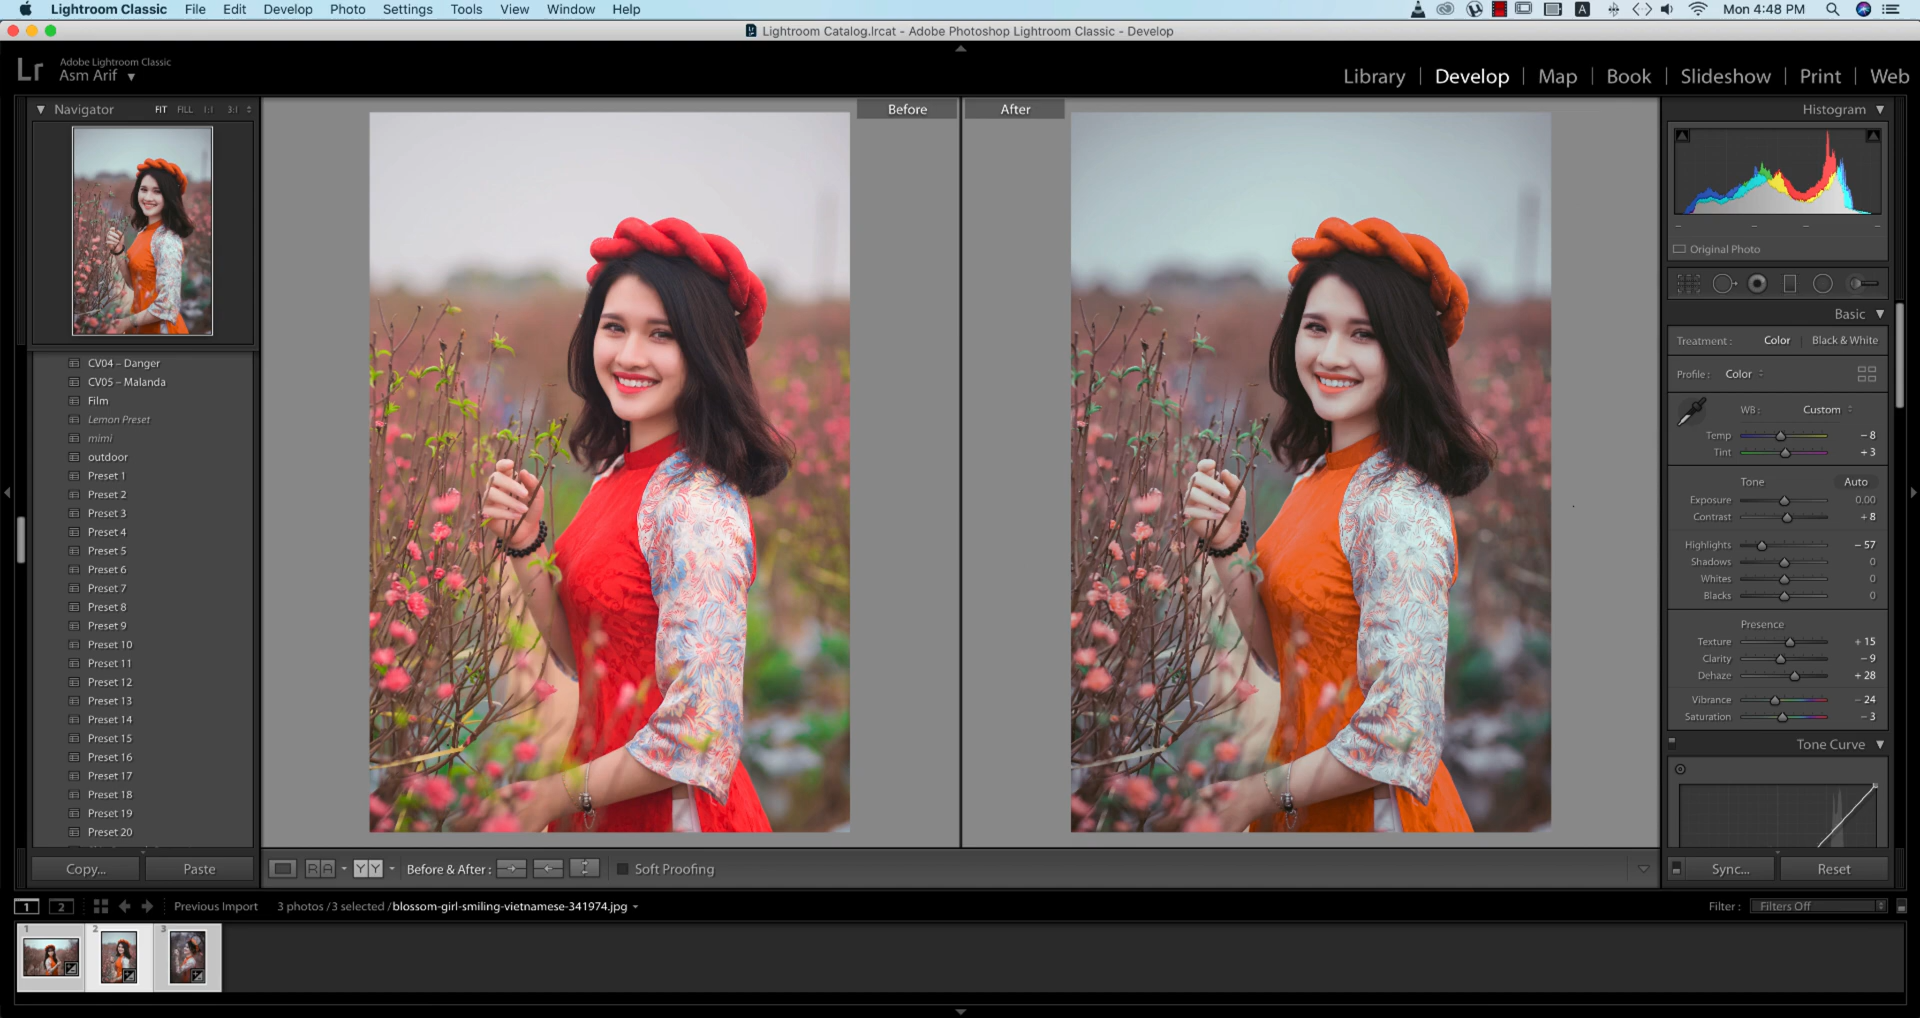 Lightroom Classic File Edit Develop Photo Settings Tools View Window Help A Mon 4:48 PM
Lightroom Catalog.lrcat - Adobe Photoshop Lightroom Classic - Develop
Lr
Adobe Lightroom Classic
Asm Arif
Library | Develop | Map | Book | Slideshow | Print | Web
Navigator FIT FILL 1:1 3:1
CV04 – Danger
CV05 – Malanda
Film
Lemon Preset
mimi
outdoor
Preset 1
Preset 2
Preset 3
Preset 4
Preset 5
Preset 6
Preset 7
Preset 8
Preset 9
Preset 10
Preset 11
Preset 12
Preset 13
Preset 14
Preset 15
Preset 16
Preset 17
Preset 18
Preset 19
Preset 20
Copy... Paste
Before After
Histogram
Original Photo
Basic
Treatment : Color | Black & White
Profile : Color
WB : Custom
Temp – 8
Tint + 3
Tone Auto
Exposure 0.00
Contrast + 8
Highlights – 57
Shadows 0
Whites 0
Blacks 0
Presence
Texture + 15
Clarity – 9
Dehaze + 28
Vibrance – 24
Saturation – 3
Tone Curve
R A Y Y Before & After : Soft Proofing
Sync... Reset
1 2 Previous Import 3 photos / 3 selected / blossom-girl-smiling-vietnamese-341974.jpg Filter : Filters Off
1 2 3